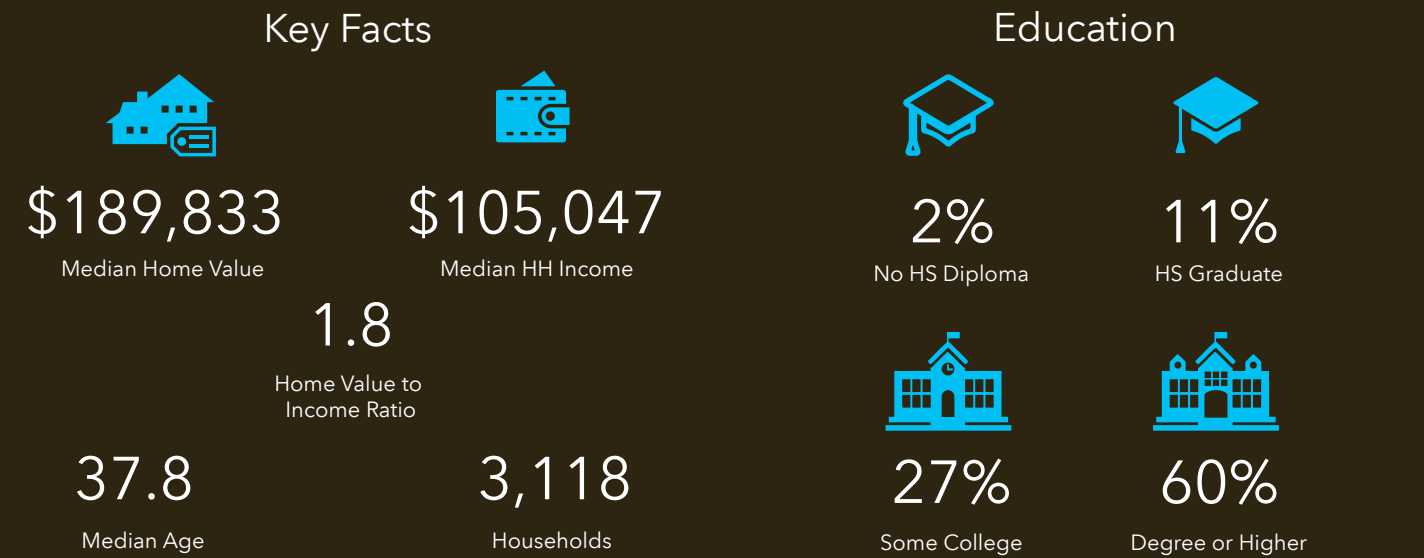 Key Facts
$189,833
Median Home Value
$105,047
Median HH Income
1.8
Home Value to
Income Ratio
37.8
Median Age
3,118
Households
Education
2%
No HS Diploma
11%
HS Graduate
27%
Some College
60%
Degree or Higher